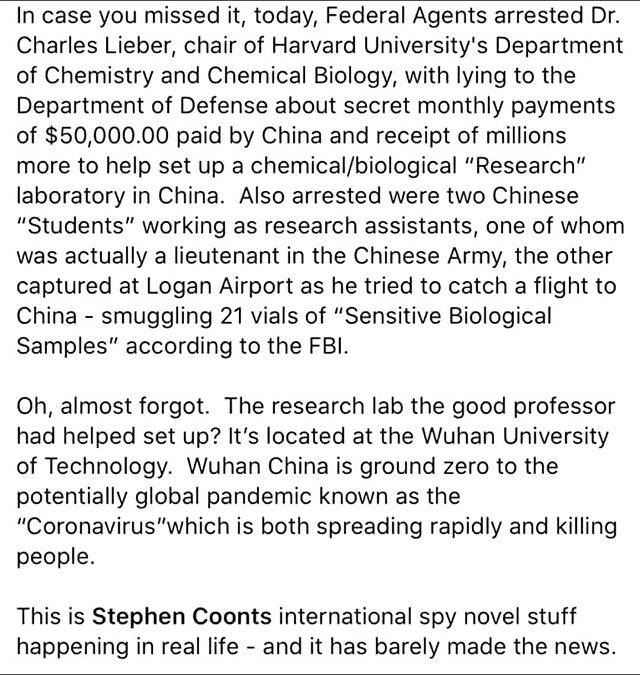 In case you missed it, today, Federal Agents arrested Dr.
Charles Lieber, chair of Harvard University's Department
of Chemistry and Chemical Biology, with lying to the
Department of Defense about secret monthly payments
of $50,000.00 paid by China and receipt of millions
more to help set up a chemical/biological “Research”
laboratory in China.  Also arrested were two Chinese
“Students” working as research assistants, one of whom
was actually a lieutenant in the Chinese Army, the other
captured at Logan Airport as he tried to catch a flight to
China - smuggling 21 vials of “Sensitive Biological
Samples” according to the FBI.

Oh, almost forgot.  The research lab the good professor
had helped set up? It’s located at the Wuhan University
of Technology.  Wuhan China is ground zero to the
potentially global pandemic known as the
“Coronavirus”which is both spreading rapidly and killing
people.

This is Stephen Coonts international spy novel stuff
happening in real life - and it has barely made the news.